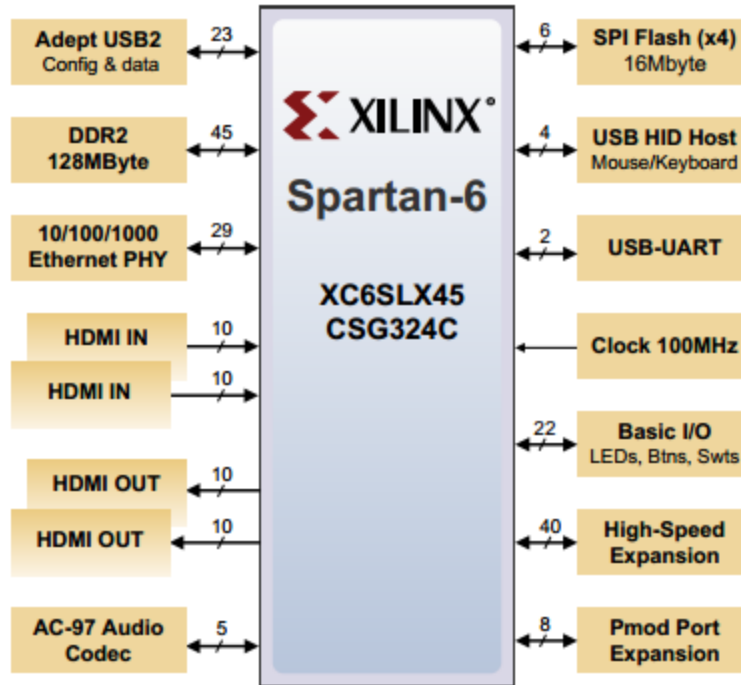 Adept USB2
Config & data
23
DDR2
128MByte
45
10/100/1000
Ethernet PHY
29
HDMI IN
10
HDMI IN
10
HDMI OUT
10
HDMI OUT
10
AC-97 Audio
Codec
5
XILINX®
Spartan-6
XC6SLX45
CSG324C
6
SPI Flash (x4)
16Mbyte
4
USB HID Host
Mouse/Keyboard
2
USB-UART
Clock 100MHz
22
Basic I/O
LEDs, Btns, Swts
40
High-Speed
Expansion
8
Pmod Port
Expansion